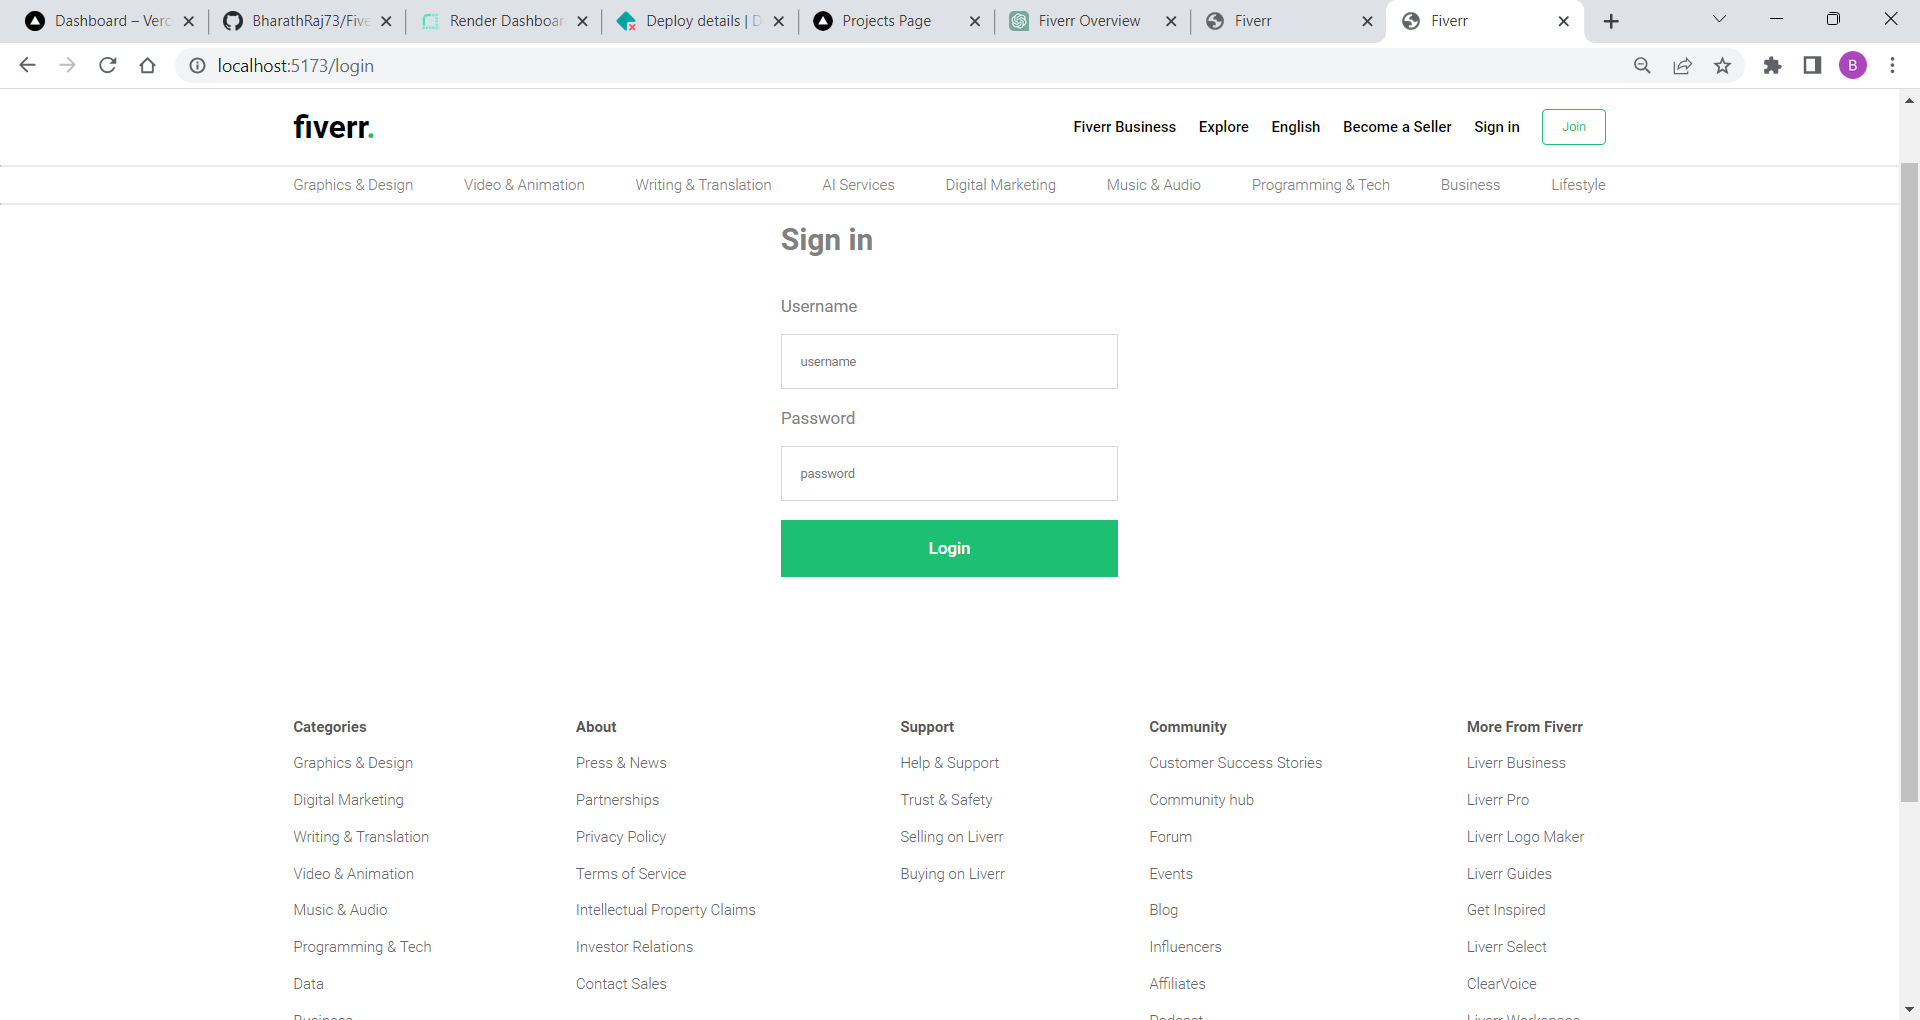 Dashboard – Verc
BharathRaj73/Five
Render Dashboar
Deploy details | D
Projects Page
Fiverr Overview
Fiverr
Fiverr
localhost:5173/login
B
fiverr.
Fiverr Business Explore English Become a Seller Sign in Join
Graphics & Design Video & Animation Writing & Translation AI Services Digital Marketing Music & Audio Programming & Tech Business Lifestyle
Sign in
Username
username
Password
password
Login
Categories
Graphics & Design
Digital Marketing
Writing & Translation
Video & Animation
Music & Audio
Programming & Tech
Data
Business
About
Press & News
Partnerships
Privacy Policy
Terms of Service
Intellectual Property Claims
Investor Relations
Contact Sales
Support
Help & Support
Trust & Safety
Selling on Liverr
Buying on Liverr
Community
Customer Success Stories
Community hub
Forum
Events
Blog
Influencers
Affiliates
Podcast
More From Fiverr
Liverr Business
Liverr Pro
Liverr Logo Maker
Liverr Guides
Get Inspired
Liverr Select
ClearVoice
Liverr Workspace